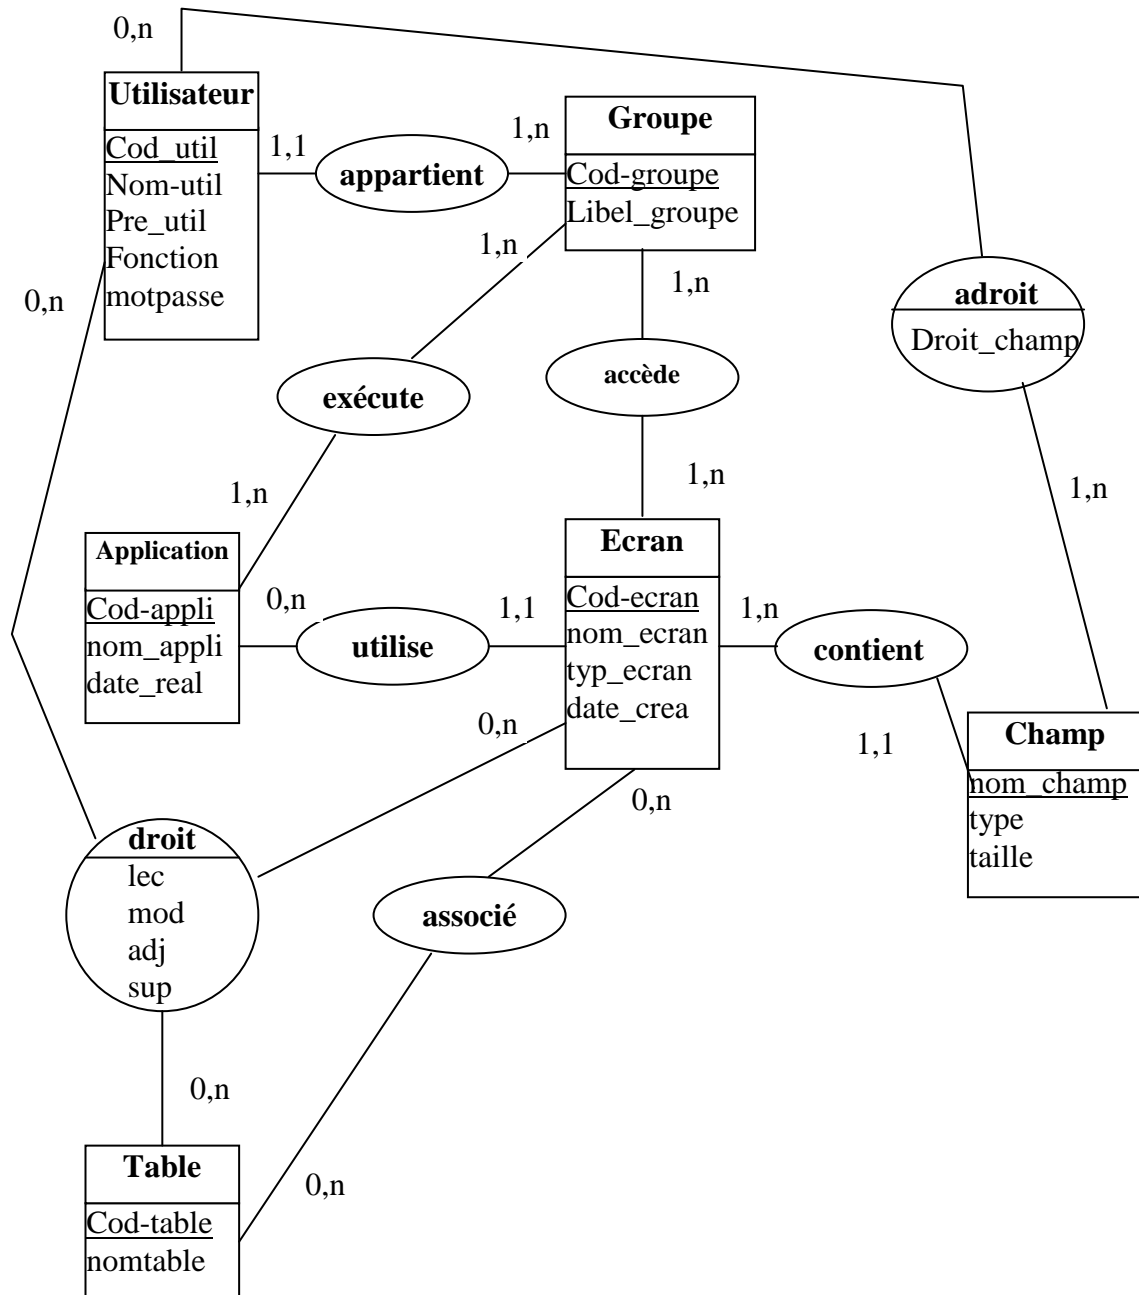 0,n
Utilisateur
Cod_util
Nom-util
Pre_util
Fonction
motpasse
1,1
appartient
1,n
Groupe
Cod-groupe
Libel_groupe
1,n
1,n
0,n
adroit
Droit_champ
accède
exécute
1,n
1,n
1,n
Application
Cod-appli
nom_appli
date_real
0,n
utilise
1,1
Ecran
Cod-ecran
nom_ecran
typ_ecran
date_crea
1,n
contient
1,1
Champ
nom_champ
type
taille
0,n
0,n
droit
lec
mod
adj
sup
associé
0,n
0,n
Table
Cod-table
nomtable